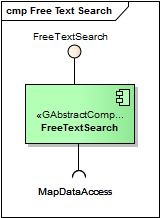 cmp Free Text Search
FreeTextSearch
«GAbstractComp...
FreeTextSearch
MapDataAccess